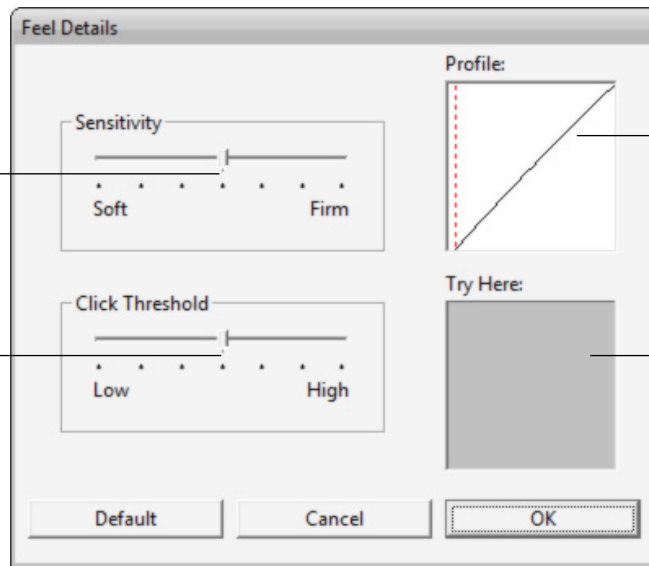 Feel Details
Profile:
Sensitivity
Soft Firm
Try Here:
Click Threshold
Low High
Default Cancel OK